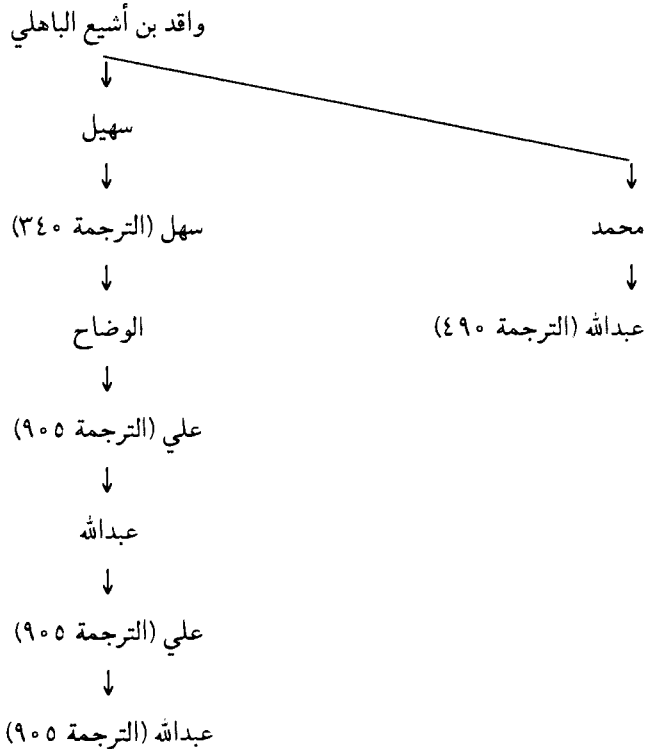 واقد بن أشيع الباهلي
سهيل
محمد
سهل (الترجمة ٣٤٠)
عبدالله (الترجمة ٤٩٠)
الوضاح
علي (الترجمة ٩٠٥)
عبدالله
علي (الترجمة ٩٠٥)
عبدالله (الترجمة ٩٠٥)